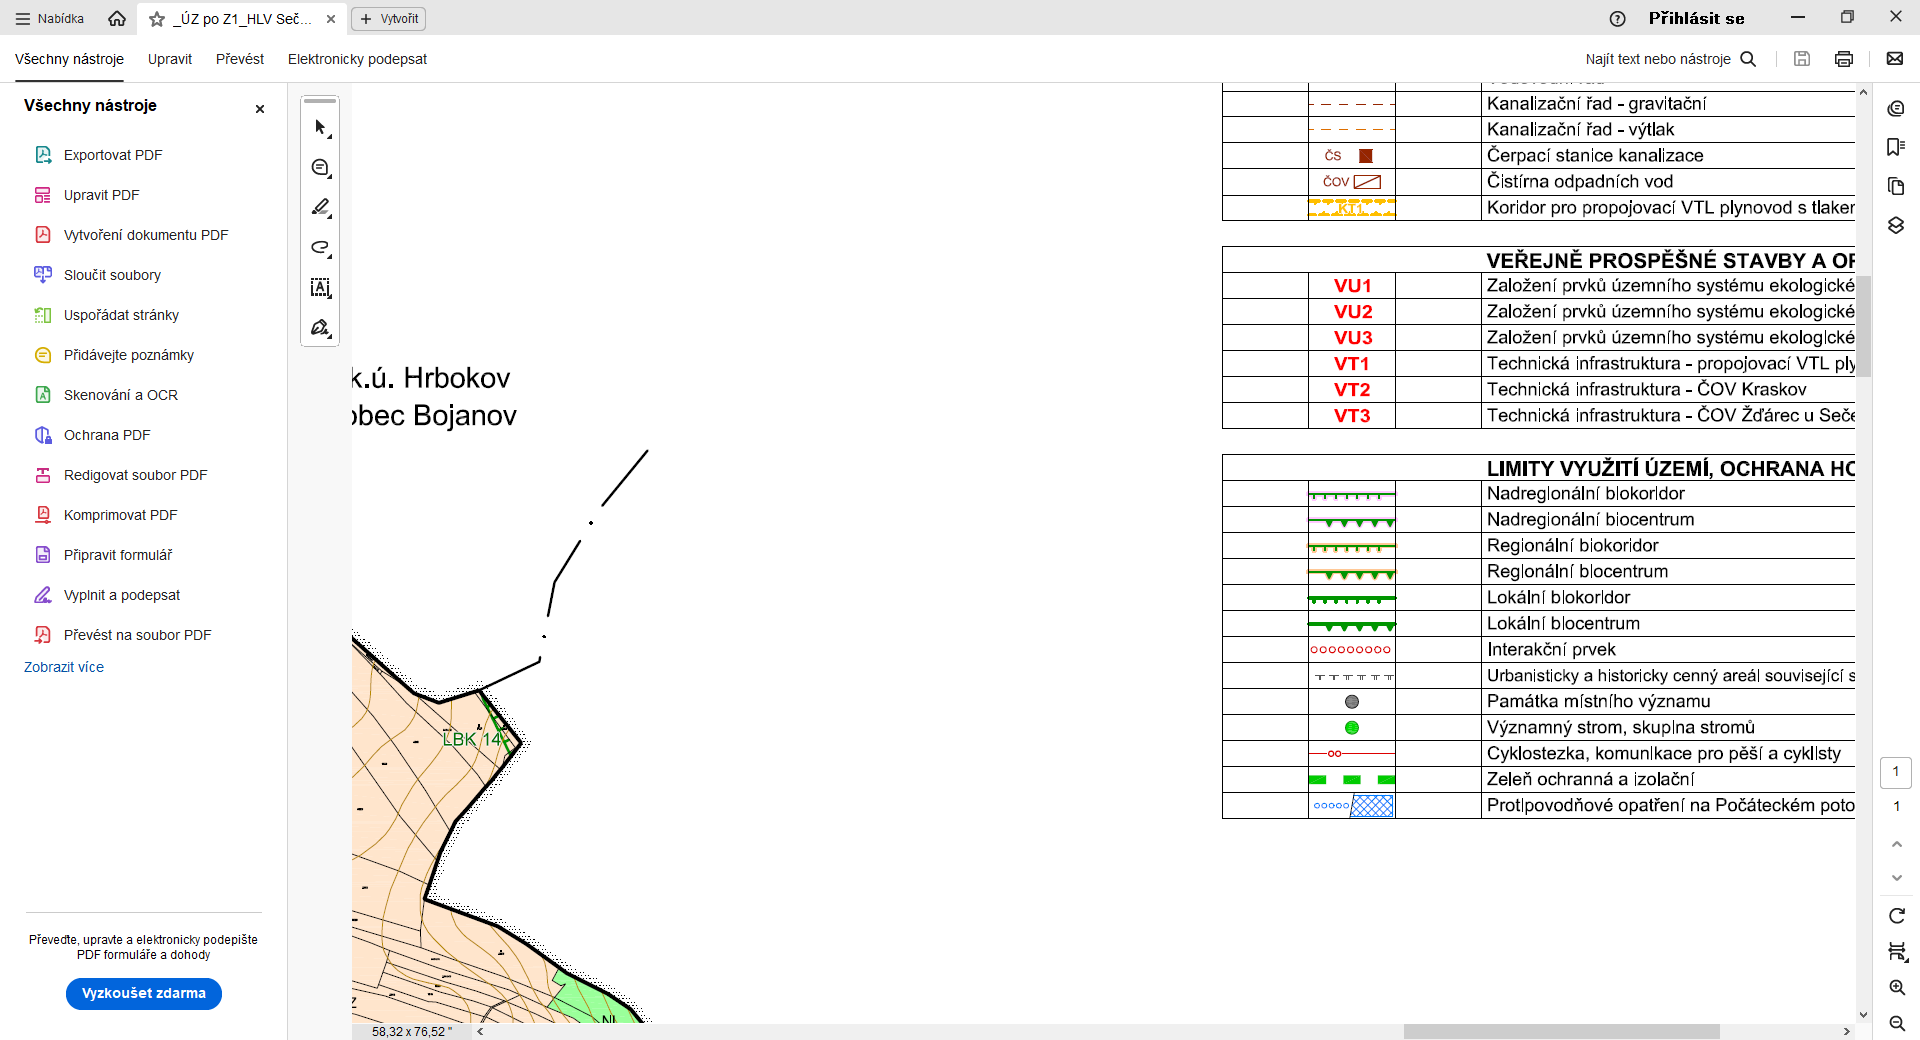 Nabídka
_ÚZ po Z1_HLV Seč...
Vytvořit
Přihlásit se
Všechny nástroje
Upravit
Převést
Elektronicky podepsat
Najít text nebo nástroje
Všechny nástroje
Exportovat PDF
Upravit PDF
Vytvoření dokumentu PDF
Sloučit soubory
Uspořádat stránky
Přidávejte poznámky
Skenování a OCR
Ochrana PDF
Redigovat soubor PDF
Komprimovat PDF
Připravit formulář
Vyplnit a podepsat
Převést na soubor PDF
Zobrazit více
Převeďte, upravte a elektronicky podepište
PDF formuláře a dohody
Vyzkoušet zdarma
k.ú. Hrbokov
obec Bojanov
LBK 14
NL
Z
58,32 x 76,52 "
Kanalizační řad - gravitační
Kanalizační řad - výtlak
ČS Čerpací stanice kanalizace
ČOV Čistírna odpadních vod
KT1 Koridor pro propojovací VTL plynovod s tlaker
VEŘEJNĚ PROSPĚŠNÉ STAVBY A OP
VU1 Založení prvků územního systému ekologické
VU2 Založení prvků územního systému ekologické
VU3 Založení prvků územního systému ekologické
VT1 Technická infrastruktura - propojovací VTL ply
VT2 Technická infrastruktura - ČOV Kraskov
VT3 Technická infrastruktura - ČOV Žďárec u Seče
LIMITY VYUŽITÍ ÚZEMÍ, OCHRANA HO
Nadregionální biokoridor
Nadregionální biocentrum
Regionální biokoridor
Regionální biocentrum
Lokální biokoridor
Lokální biocentrum
Interakční prvek
Urbanisticky a historicky cenný areál související s
Památka místního významu
Významný strom, skupina stromů
Cyklostezka, komunikace pro pěší a cyklisty
Zeleň ochranná a izolační
Protipovodňové opatření na Počáteckém poto
1
1